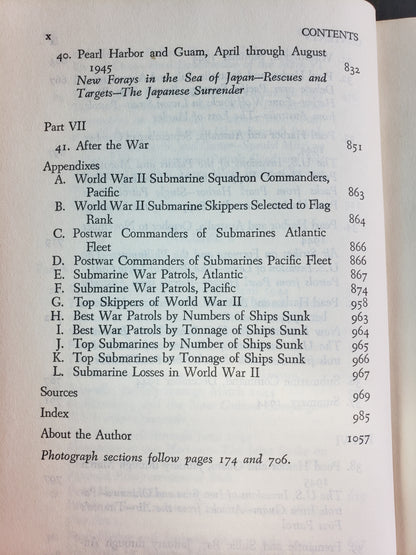 x CONTENTS
40. Pearl Harbor and Guam, April through August
1945 832
New Forays in the Sea of Japan—Rescues and
Targets—The Japanese Surrender
Part VII
41. After the War 851
Appendixes
A. World War II Submarine Squadron Commanders,
Pacific 863
B. World War II Submarine Skippers Selected to Flag
Rank 864
C. Postwar Commanders of Submarines Atlantic
Fleet 866
D. Postwar Commanders of Submarines Pacific Fleet 866
E. Submarine War Patrols, Atlantic 867
F. Submarine War Patrols, Pacific 874
G. Top Skippers of World War II 958
H. Best War Patrols by Numbers of Ships Sunk 963
I. Best War Patrols by Tonnage of Ships Sunk 964
J. Top Submarines by Number of Ships Sunk 965
K. Top Submarines by Tonnage of Ships Sunk 966
L. Submarine Losses in World War II 967
Sources 969
Index 985
About the Author 1057
Photograph sections follow pages 174 and 706.